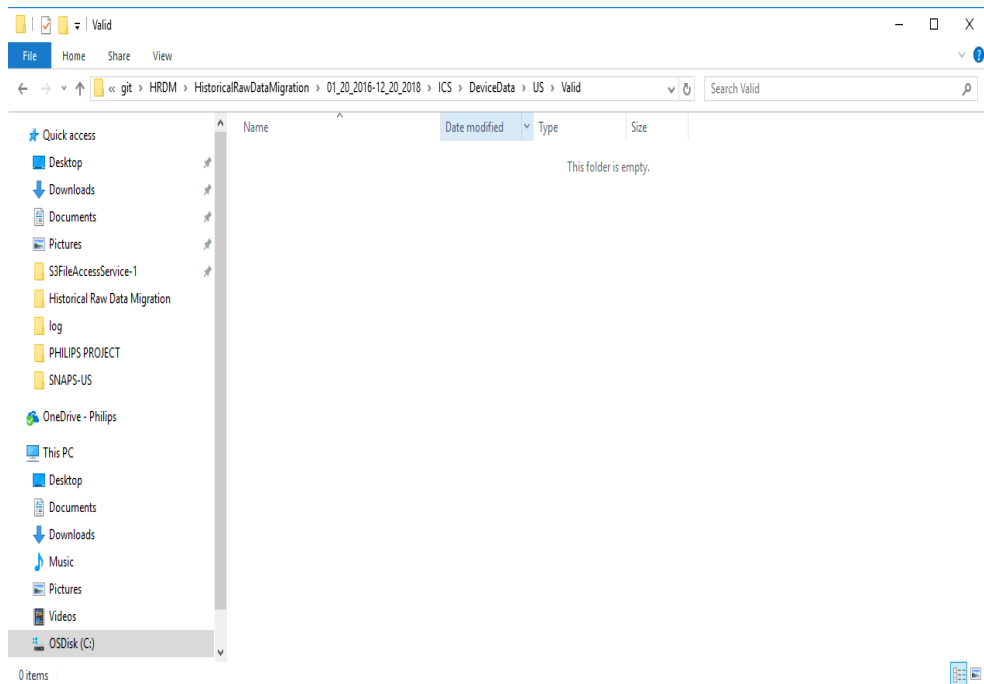 Valid
File Home Share View
« git › HRDM › HistoricalRawDataMigration › 01_20_2016-12_20_2018 › ICS › DeviceData › US › Valid
Search Valid
Name Date modified Type Size
This folder is empty.
Quick access
Desktop
Downloads
Documents
Pictures
S3FileAccessService-1
Historical Raw Data Migration
log
PHILIPS PROJECT
SNAPS-US
OneDrive - Philips
This PC
Desktop
Documents
Downloads
Music
Pictures
Videos
OSDisk (C:)
0 items